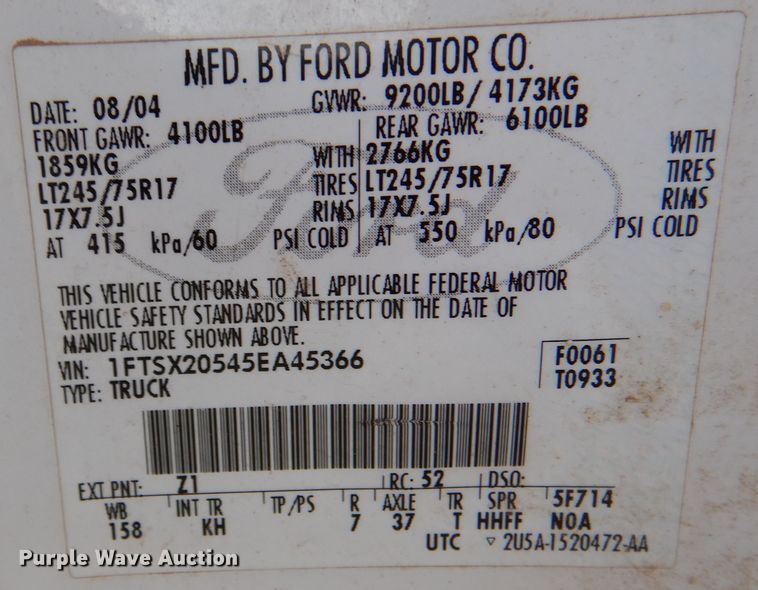 MFD. BY FORD MOTOR CO.
DATE: 08/04 GVWR: 9200LB/ 4173KG
FRONT GAWR: 4100LB REAR GAWR: 6100LB
1859KG WITH 2766KG WITH
LT245/75R17 TIRES LT245/75R17 TIRES
17X7.5J RIMS 17X7.5J RIMS
AT 415 kPa/60 PSI COLD AT 550 kPa/80 PSI COLD
Ford
THIS VEHICLE CONFORMS TO ALL APPLICABLE FEDERAL MOTOR
VEHICLE SAFETY STANDARDS IN EFFECT ON THE DATE OF
MANUFACTURE SHOWN ABOVE.
VIN: 1FTSX20545EA45366 F0061
TYPE: TRUCK T0933
EXT PNT: Z1 RC: 52 DSO:
WB INT TR TP/PS R AXLE TR SPR 5F714
158 KH 7 37 T HHFF N0A
UTC ▽ 2U5A-1520472-AA
Purple Wave Auction